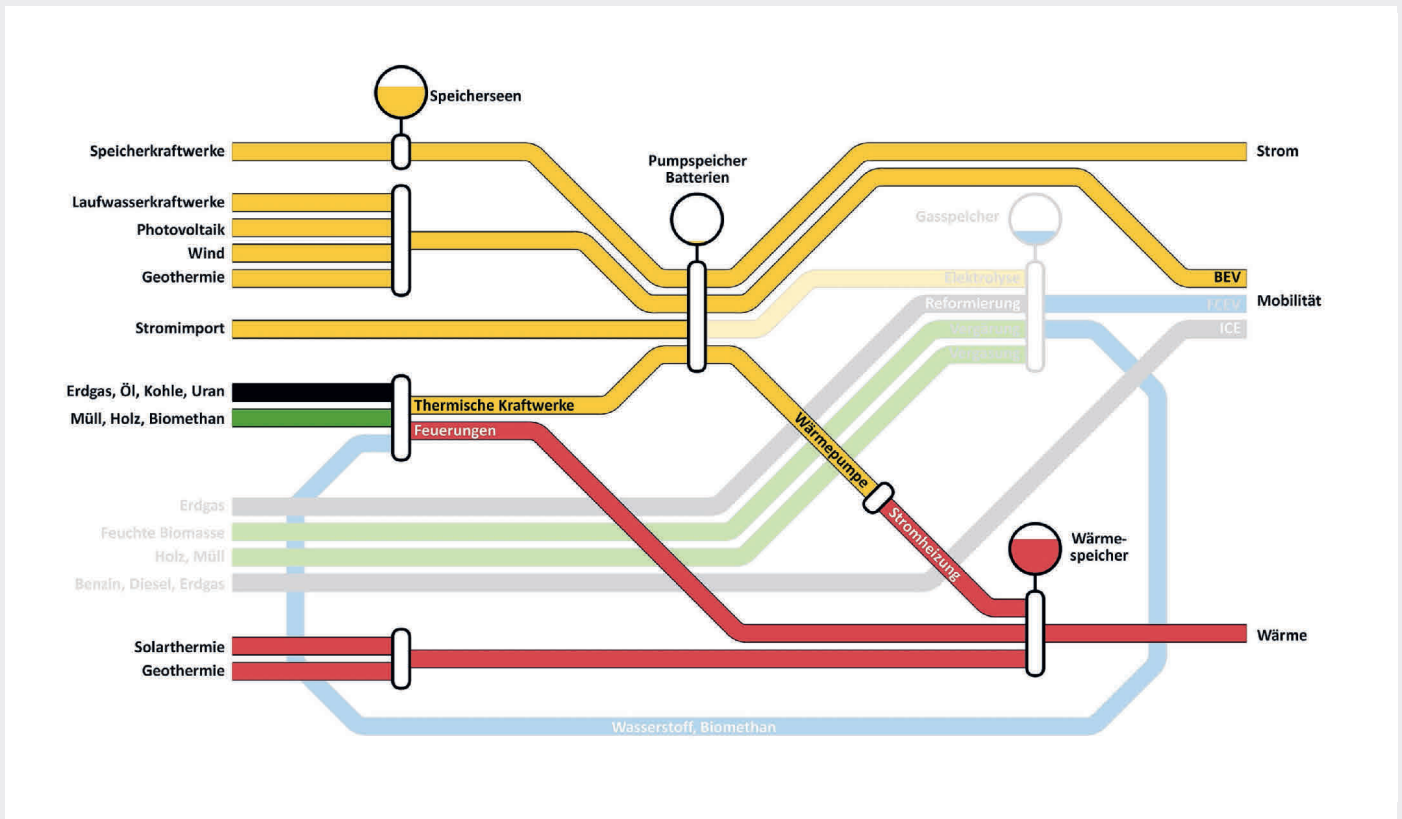 Speicherseen
Speicherkraftwerke
Strom
Pumpspeicher
Batterien
Laufwasserkraftwerke
Photovoltaik
Wind
Geothermie
Gasspeicher
Elektrolyse
BEV
Reformierung
FCEV
Mobilität
Stromimport
Vergärung
ICE
Vergasung
Erdgas, Öl, Kohle, Uran
Müll, Holz, Biomethan
Thermische Kraftwerke
Feuerungen
Wärmepumpe
Stromheizung
Erdgas
Feuchte Biomasse
Holz, Müll
Benzin, Diesel, Erdgas
Wärme-
speicher
Solarthermie
Geothermie
Wärme
Wasserstoff, Biomethan